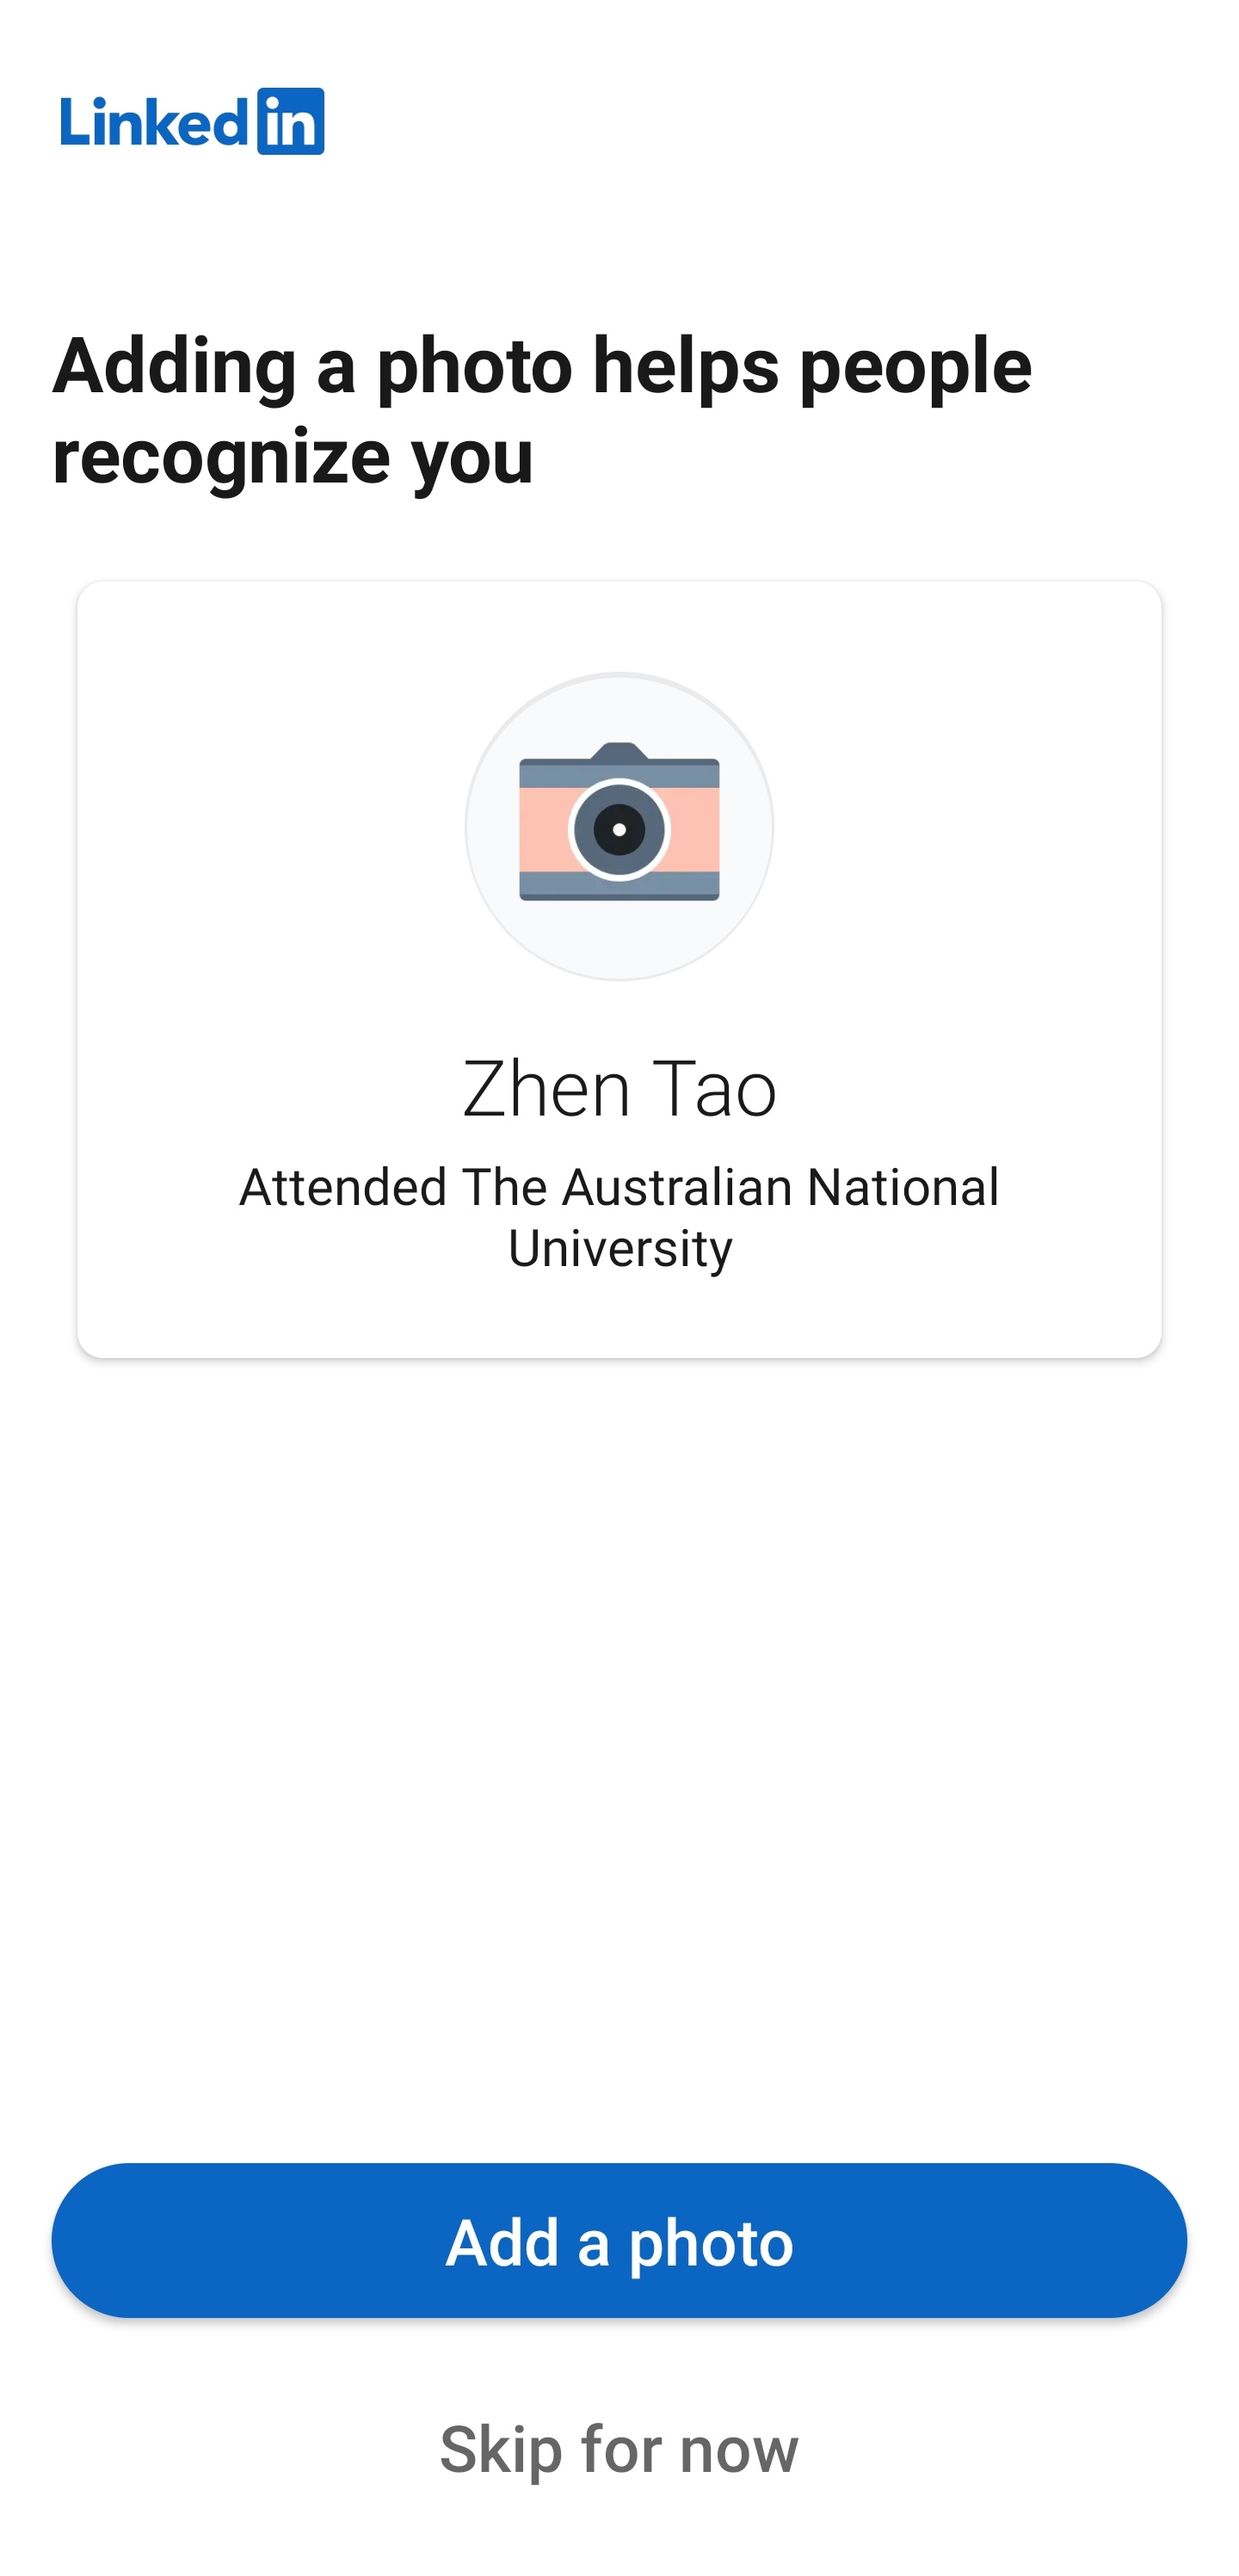 Linkedin
Adding a photo helps people
recognize you
Zhen Tao
Attended The Australian National
University
Add a photo
Skip for now